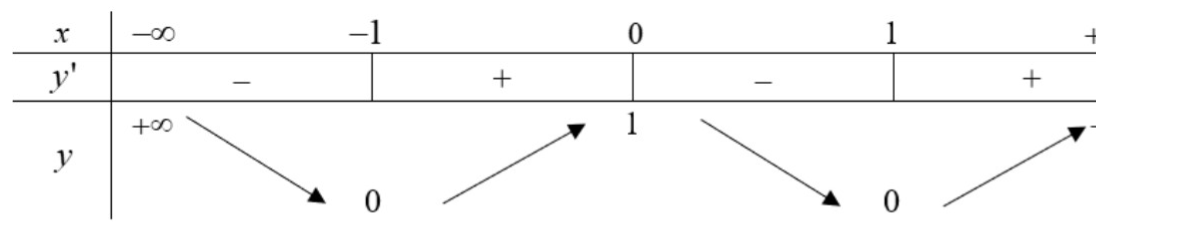 x −∞ −1 0 1 +
y' − + − +
+∞ 1
y
0 0